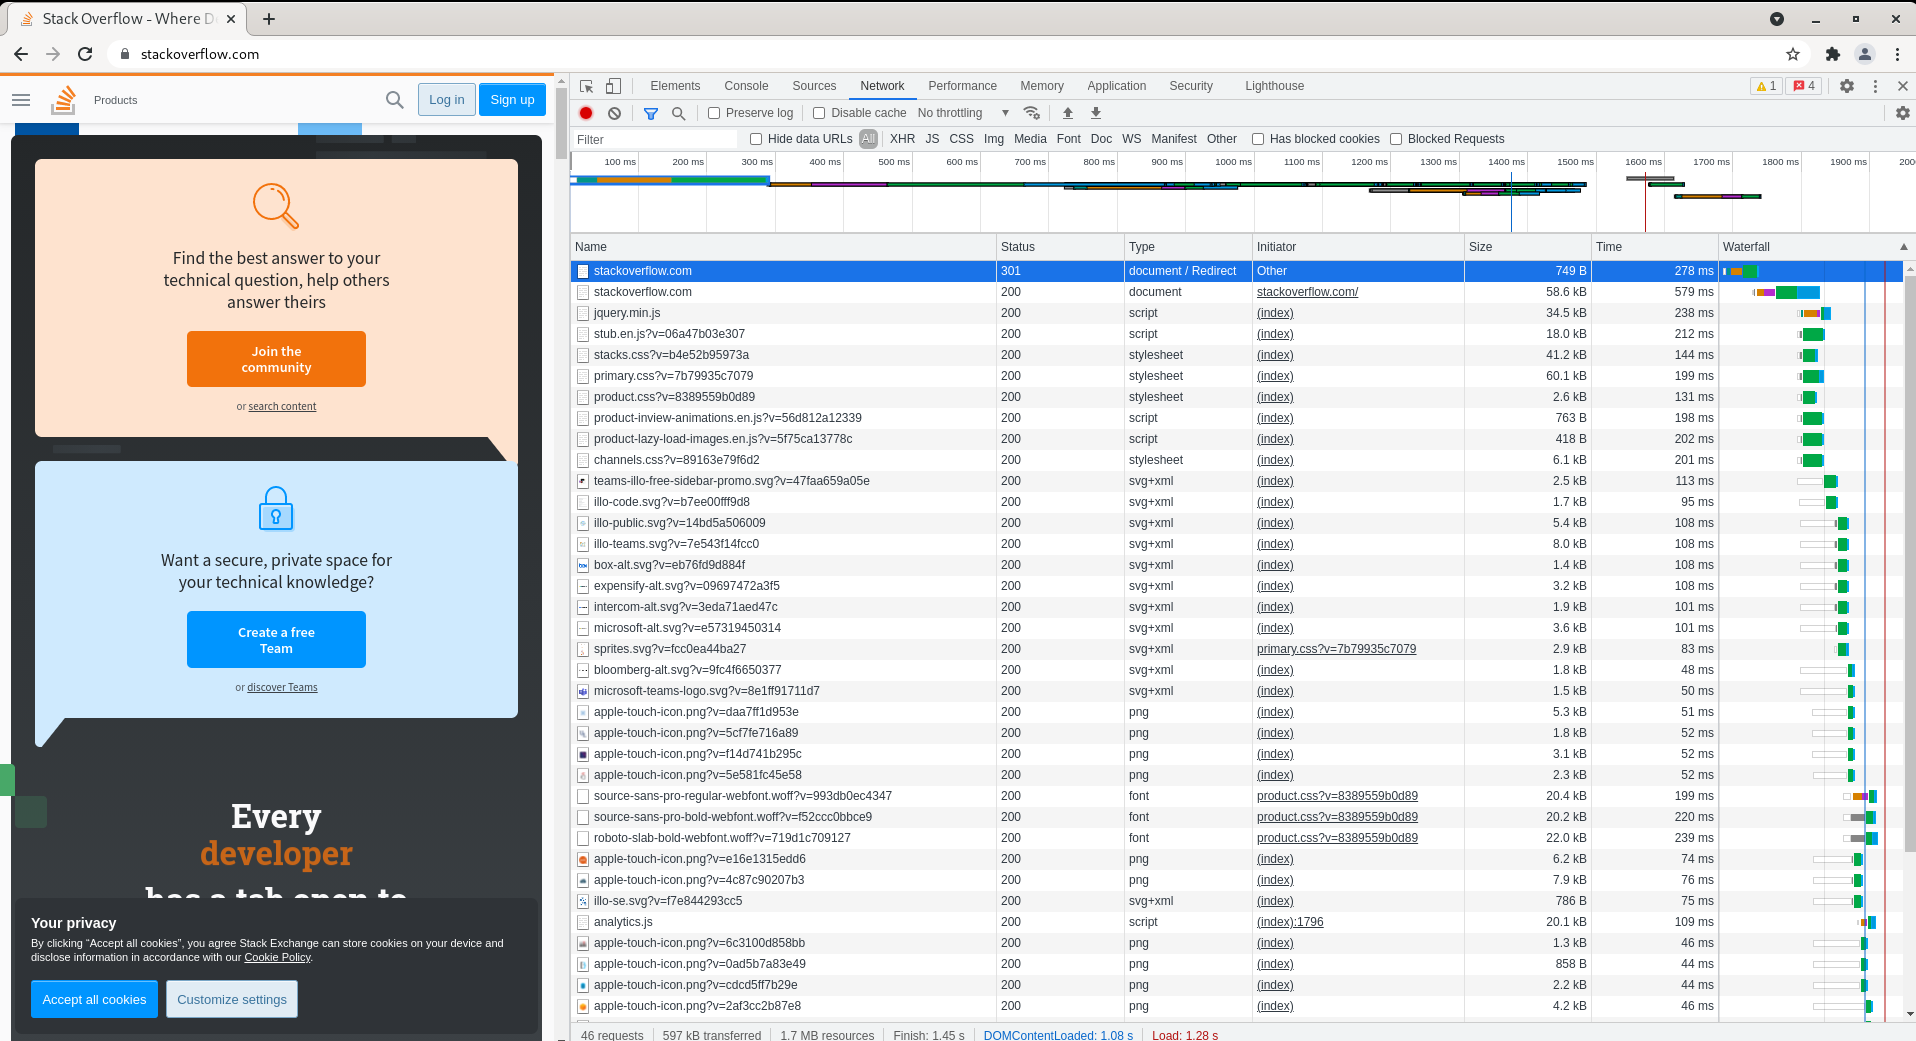 Stack Overflow - Where D
stackoverflow.com
Products
Log in
Sign up
Find the best answer to your
technical question, help others
answer theirs
Join the
community
or search content
Want a secure, private space for
your technical knowledge?
Create a free
Team
or discover Teams
Every
developer
has a tab open to
Your privacy
By clicking “Accept all cookies”, you agree Stack Exchange can store cookies on your device and
disclose information in accordance with our Cookie Policy.
Accept all cookies
Customize settings
Elements Console Sources Network Performance Memory Application Security Lighthouse 1 4
Preserve log Disable cache No throttling
Filter Hide data URLs All XHR JS CSS Img Media Font Doc WS Manifest Other Has blocked cookies Blocked Requests
100 ms 200 ms 300 ms 400 ms 500 ms 600 ms 700 ms 800 ms 900 ms 1000 ms 1100 ms 1200 ms 1300 ms 1400 ms 1500 ms 1600 ms 1700 ms 1800 ms 1900 ms 200
Name Status Type Initiator Size Time Waterfall
stackoverflow.com 301 document / Redirect Other 749 B 278 ms
stackoverflow.com 200 document stackoverflow.com/ 58.6 kB 579 ms
jquery.min.js 200 script (index) 34.5 kB 238 ms
stub.en.js?v=06a47b03e307 200 script (index) 18.0 kB 212 ms
stacks.css?v=b4e52b95973a 200 stylesheet (index) 41.2 kB 144 ms
primary.css?v=7b79935c7079 200 stylesheet (index) 60.1 kB 199 ms
product.css?v=8389559b0d89 200 stylesheet (index) 2.6 kB 131 ms
product-inview-animations.en.js?v=56d812a12339 200 script (index) 763 B 198 ms
product-lazy-load-images.en.js?v=5f75ca13778c 200 script (index) 418 B 202 ms
channels.css?v=89163e79f6d2 200 stylesheet (index) 6.1 kB 201 ms
teams-illo-free-sidebar-promo.svg?v=47faa659a05e 200 svg+xml (index) 2.5 kB 113 ms
illo-code.svg?v=b7ee00fff9d8 200 svg+xml (index) 1.7 kB 95 ms
illo-public.svg?v=14bd5a506009 200 svg+xml (index) 5.4 kB 108 ms
illo-teams.svg?v=7e543f14fcc0 200 svg+xml (index) 8.0 kB 108 ms
box-alt.svg?v=eb76fd9d884f 200 svg+xml (index) 1.4 kB 108 ms
expensify-alt.svg?v=09697472a3f5 200 svg+xml (index) 3.2 kB 108 ms
intercom-alt.svg?v=3eda71aed47c 200 svg+xml (index) 1.9 kB 101 ms
microsoft-alt.svg?v=e57319450314 200 svg+xml (index) 3.6 kB 101 ms
sprites.svg?v=fcc0ea44ba27 200 svg+xml primary.css?v=7b79935c7079 2.9 kB 83 ms
bloomberg-alt.svg?v=9fc4f6650377 200 svg+xml (index) 1.8 kB 48 ms
microsoft-teams-logo.svg?v=8e1ff91711d7 200 svg+xml (index) 1.5 kB 50 ms
apple-touch-icon.png?v=daa7ff1d953e 200 png (index) 5.3 kB 51 ms
apple-touch-icon.png?v=5cf7fe716a89 200 png (index) 1.8 kB 52 ms
apple-touch-icon.png?v=f14d741b295c 200 png (index) 3.1 kB 52 ms
apple-touch-icon.png?v=5e581fc45e58 200 png (index) 2.3 kB 52 ms
source-sans-pro-regular-webfont.woff?v=993db0ec4347 200 font product.css?v=8389559b0d89 20.4 kB 199 ms
source-sans-pro-bold-webfont.woff?v=f52ccc0bbce9 200 font product.css?v=8389559b0d89 20.2 kB 220 ms
roboto-slab-bold-webfont.woff?v=719d1c709127 200 font product.css?v=8389559b0d89 22.0 kB 239 ms
apple-touch-icon.png?v=e16e1315edd6 200 png (index) 6.2 kB 74 ms
apple-touch-icon.png?v=4c87c90207b3 200 png (index) 7.9 kB 76 ms
illo-se.svg?v=f7e844293cc5 200 svg+xml (index) 786 B 75 ms
analytics.js 200 script (index):1796 20.1 kB 109 ms
apple-touch-icon.png?v=6c3100d858bb 200 png (index) 1.3 kB 46 ms
apple-touch-icon.png?v=0ad5b7a83e49 200 png (index) 858 B 44 ms
apple-touch-icon.png?v=cdcd5ff7b29e 200 png (index) 2.2 kB 44 ms
apple-touch-icon.png?v=2af3cc2b87e8 200 png (index) 4.2 kB 46 ms
46 requests 597 kB transferred 1.7 MB resources Finish: 1.45 s DOMContentLoaded: 1.08 s Load: 1.28 s